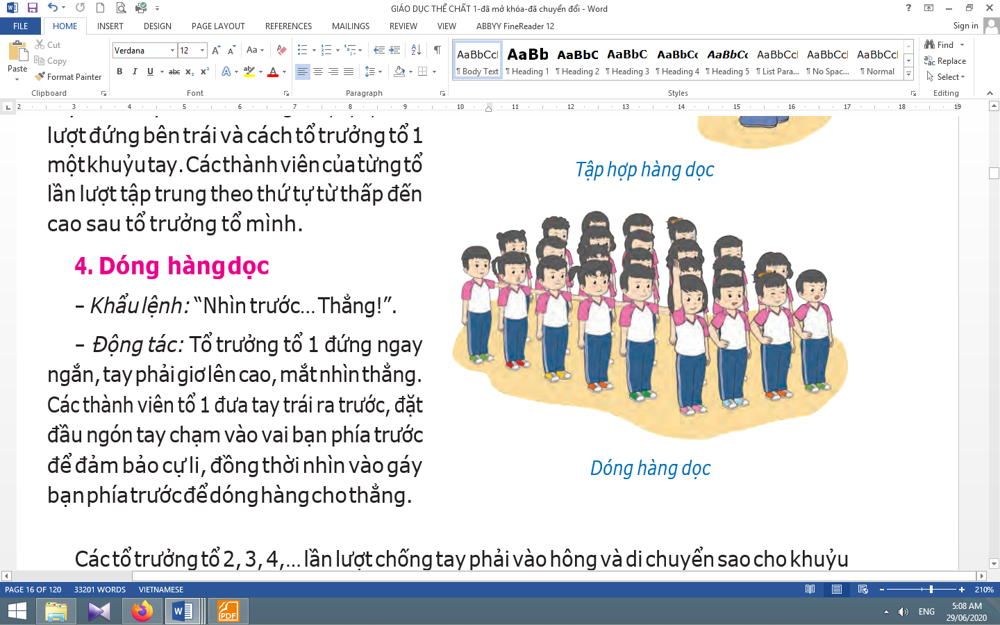 GIÁO DỤC THỂ CHẤT 1-đã mở khóa-đã chuyển đổi - Word
FILE HOME INSERT DESIGN PAGE LAYOUT REFERENCES MAILINGS REVIEW VIEW ABBYY FineReader 12 Sign in
Paste
Cut
Copy
Format Painter
Clipboard
Verdana 12
Font
Paragraph
AaBbCcI AaBb AaBbC AaBbC AaBbCc AaBbCc AaBbCcI AaBbCcI AaBbCcI
¶ Body Text ¶ Heading 1 ¶ Heading 2 ¶ Heading 3 ¶ Heading 4 ¶ Heading 5 ¶ List Para... ¶ No Spac... ¶ Normal
Styles
Find
Replace
Select
Editing
2 3 4 5 6 7 8 9 10 11 12 13 14 15 16 17 18 19
lượt đứng bên trái và cách tổ trưởng tổ 1
một khuỷu tay. Các thành viên của từng tổ
lần lượt tập trung theo thứ tự từ thấp đến
cao sau tổ trưởng tổ mình.
4. Dóng hàng dọc
– Khẩu lệnh: “Nhìn trước... Thẳng!”.
– Động tác: Tổ trưởng tổ 1 đứng ngay
ngắn, tay phải giơ lên cao, mắt nhìn thẳng.
Các thành viên tổ 1 đưa tay trái ra trước, đặt
đầu ngón tay chạm vào vai bạn phía trước
để đảm bảo cự li, đồng thời nhìn vào gáy
bạn phía trước để dóng hàng cho thẳng.
Tập hợp hàng dọc
Dóng hàng dọc
Các tổ trưởng tổ 2, 3, 4,... lần lượt chống tay phải vào hông và di chuyển sao cho khuỷu
PAGE 16 OF 120 33201 WORDS VIETNAMESE 210%
PDF
ENG
5:08 AM
29/06/2020